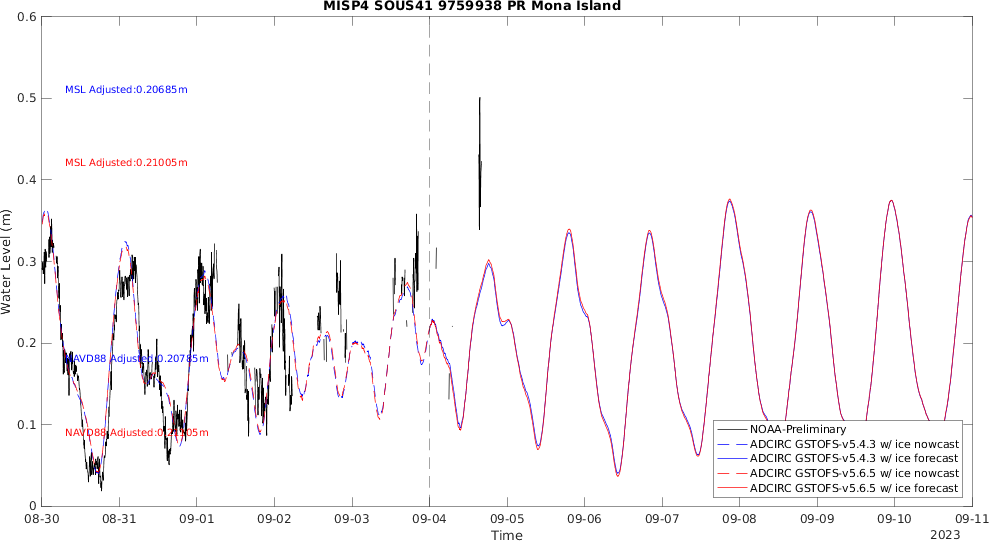 MISP4 SOUS41 9759938 PR Mona Island
0.6
0.5
0.4
0.3
0.2
0.1
0
Water Level (m)
MSL Adjusted:0.20685m
MSL Adjusted:0.21005m
NAVD88 Adjusted:0.20785m
NAVD88 Adjusted:
NOAA-Preliminary
ADCIRC GSTOFS-v5.4.3 w/ ice nowcast
ADCIRC GSTOFS-v5.4.3 w/ ice forecast
ADCIRC GSTOFS-v5.6.5 w/ ice nowcast
ADCIRC GSTOFS-v5.6.5 w/ ice forecast
08-30 08-31 09-01 09-02 09-03 09-04 09-05 09-06 09-07 09-08 09-09 09-10 09-11
Time
2023